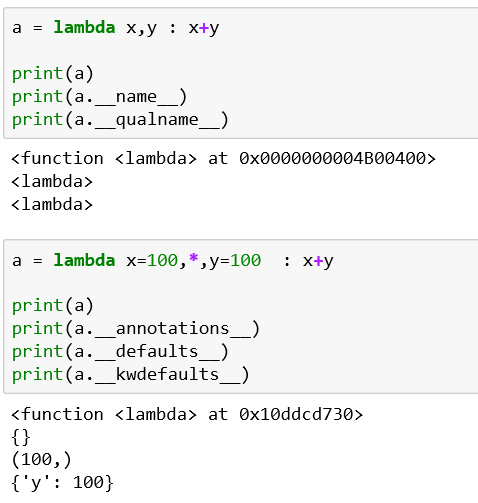 a = lambda x,y : x+y
print(a)
print(a.__name__)
print(a.__qualname__)
<function <lambda> at 0x0000000004B00400>
<lambda>
<lambda>
a = lambda x=100,*,y=100  : x+y
print(a)
print(a.__annotations__)
print(a.__defaults__)
print(a.__kwdefaults__)
<function <lambda> at 0x10ddcd730>
{}
(100,)
{'y': 100}